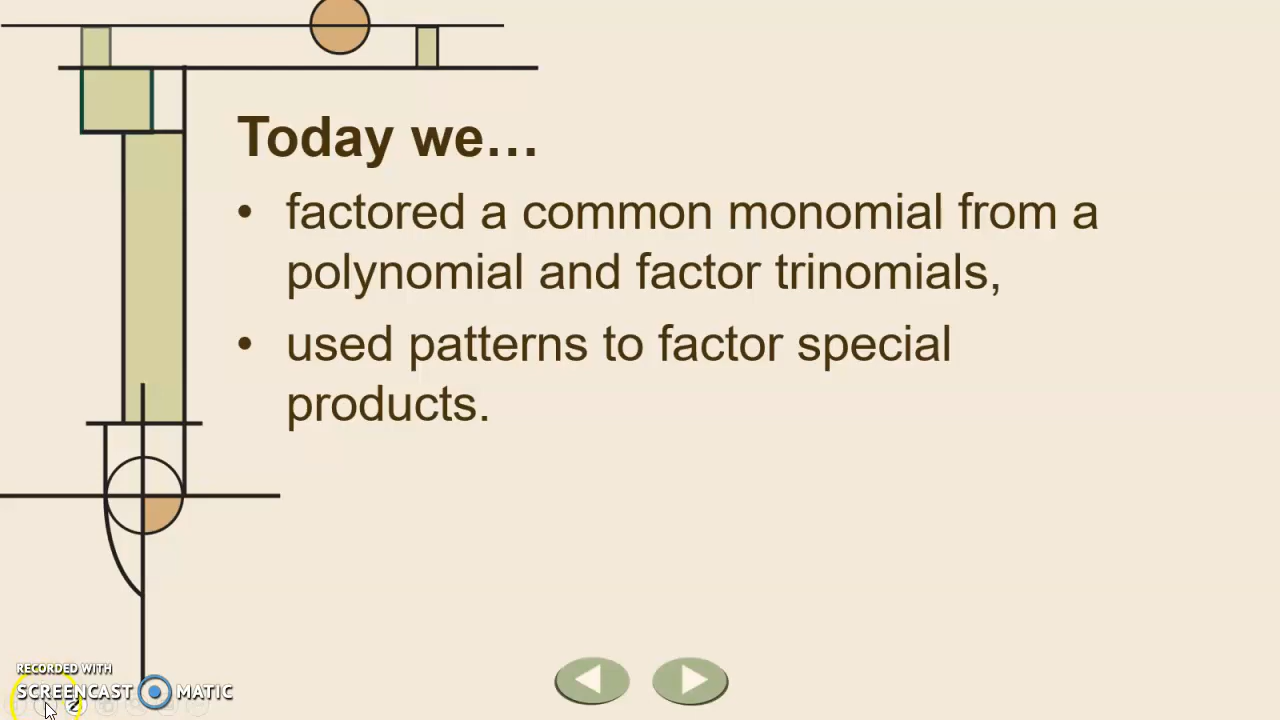 Today we…
• factored a common monomial from a
polynomial and factor trinomials,
• used patterns to factor special
products.
RECORDED WITH
SCREENCAST MATIC